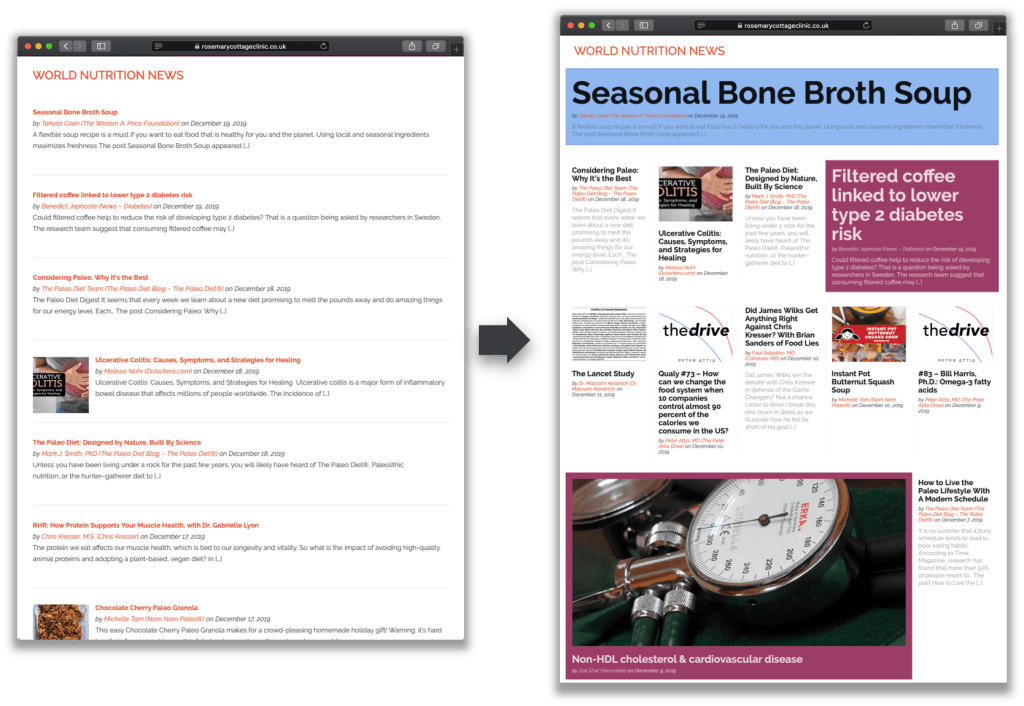 rosemarycottageclinic.co.uk
WORLD NUTRITION NEWS
Seasonal Bone Broth Soup
by Takota Coen (The Weston A. Price Foundation) on December 19, 2019
A flexible soup recipe is a must if you want to eat food that is healthy for you and the planet. Using local and seasonal ingredients
maximizes freshness The post Seasonal Bone Broth Soup appeared [...]
Filtered coffee linked to lower type 2 diabetes risk
by Benedict Jephcote (News – Diabetes) on December 19, 2019
Could filtered coffee help to reduce the risk of developing type 2 diabetes? That is a question being asked by researchers in Sweden.
The research team suggest that consuming filtered coffee may [...]
Considering Paleo: Why It's the Best
by The Paleo Diet Team (The Paleo Diet Blog – The Paleo Diet®) on December 18, 2019
The Paleo Diet Digest It seems that every week we learn about a new diet promising to melt the pounds away and do amazing things
for our energy level. Each... The post Considering Paleo: Why [...]
CERATIVE
OLITIS
and Strategies
for Healing
Ulcerative Colitis: Causes, Symptoms, and Strategies for Healing
by Melissa Nohr (DrJockers.com) on December 18, 2019
Ulcerative Colitis: Causes, Symptoms, and Strategies for Healing Ulcerative colitis is a major form of inflammatory
bowel disease that affects millions of people worldwide. The incidence of [...]
The Paleo Diet: Designed by Nature, Built By Science
by Mark J. Smith, PhD (The Paleo Diet Blog – The Paleo Diet®) on December 18, 2019
Unless you have been living under a rock for the past few years, you will likely have heard of The Paleo Diet®, Paleolithic
nutrition, or the hunter-gatherer diet to [...]
RHR: How Protein Supports Your Muscle Health, with Dr. Gabrielle Lyon
by Chris Kresser, M.S. (Chris Kresser) on December 17, 2019
The protein we eat affects our muscle health, which is tied to our longevity and vitality. So what is the impact of avoiding high-quality
animal proteins and adopting a plant-based, vegan diet? In [...]
Chocolate Cherry Paleo Granola
by Michelle Tam (Nom Nom Paleo®) on December 17, 2019
This easy Chocolate Cherry Paleo Granola makes for a crowd-pleasing homemade holiday gift! Warning: it's hard
rosemarycottageclinic.co.uk
WORLD NUTRITION NEWS
Seasonal Bone Broth Soup
by Takota Coen (The Weston A. Price Foundation) on December 19, 2019
A flexible soup recipe is a must if you want to eat food that is healthy for you and the planet. Using local and seasonal ingredients maximizes freshness
The post Seasonal Bone Broth Soup appeared [...]
Considering Paleo:
Why It's the Best
by The Paleo Diet Team (The
Paleo Diet Blog – The Paleo
Diet®) on December 18, 2019
The Paleo Diet Digest It
seems that every week we
learn about a new diet
promising to melt the
pounds away and do
amazing things for our
energy level. Each... The
post Considering Paleo:
Why [...]
CERATIVE
OLITIS
ms, and Strategies
for Healing
Ulcerative Colitis:
Causes, Symptoms,
and Strategies for
Healing
by Melissa Nohr
(DrJockers.com) on December
18, 2019
The Paleo Diet:
Designed by Nature,
Built By Science
by Mark J. Smith, PhD (The
Paleo Diet Blog – The Paleo
Diet®) on December 18, 2019
Unless you have been
living under a rock for the
past few years, you will
likely have heard of The
Paleo Diet®, Paleolithic
nutrition, or the hunter-
gatherer diet to [...]
Filtered coffee
linked to lower
type 2 diabetes
risk
by Benedict Jephcote (News – Diabetes) on December 19, 2019
Could filtered coffee help to reduce the risk of developing
type 2 diabetes? That is a question being asked by
researchers in Sweden. The research team suggest that
consuming filtered coffee may [...]
Conflict of Interest Statement
The Lancet Study
by Dr. Malcolm Kendrick (Dr.
Malcolm Kendrick) on
December 11, 2019
thedrive
PETER ATTIA
Qualy #73 – How
can we change the
food system when
10 companies
control almost 90
percent of the
calories we
consume in the US?
by Peter Attia, MD (The Peter
Attia Drive) on December 10,
2019
Did James Wilks Get
Anything Right
Against Chris
Kresser? With Brian
Sanders of Food Lies
by Paul Saladino, MD
(Carnivore MD) on December 10,
2019
Did James Wilks win the
debate with Chris Kresser
in defense of the Game
Changers? Not a chance.
Listen to Brian I break this
one down in detail as we
illustrate how he fell far
short of his goal [...]
INSTANT POT
BUTTERNUT
SQUASH SOUP
Instant Pot
Butternut Squash
Soup
by Michelle Tam (Nom Nom
Paleo®) on December 10, 2019
thedrive
PETER ATTIA
#83 – Bill Harris,
Ph.D.: Omega-3 fatty
acids
by Peter Attia, MD (The Peter
Attia Drive) on December 9,
2019
ERKA.
Non-HDL cholesterol & cardiovascular disease
by Zoë (Zoë Harcombe) on December 9, 2019
How to Live the
Paleo Lifestyle With
A Modern Schedule
by The Paleo Diet Team (The
Paleo Diet Blog – The Paleo
Diet®) on December 7, 2019
It is no surprise that a busy
schedule tends to lead to
poor eating habits.
According to Time
Magazine, research has
found that more than 50%
of people resort to... The
post How to Live the [...]